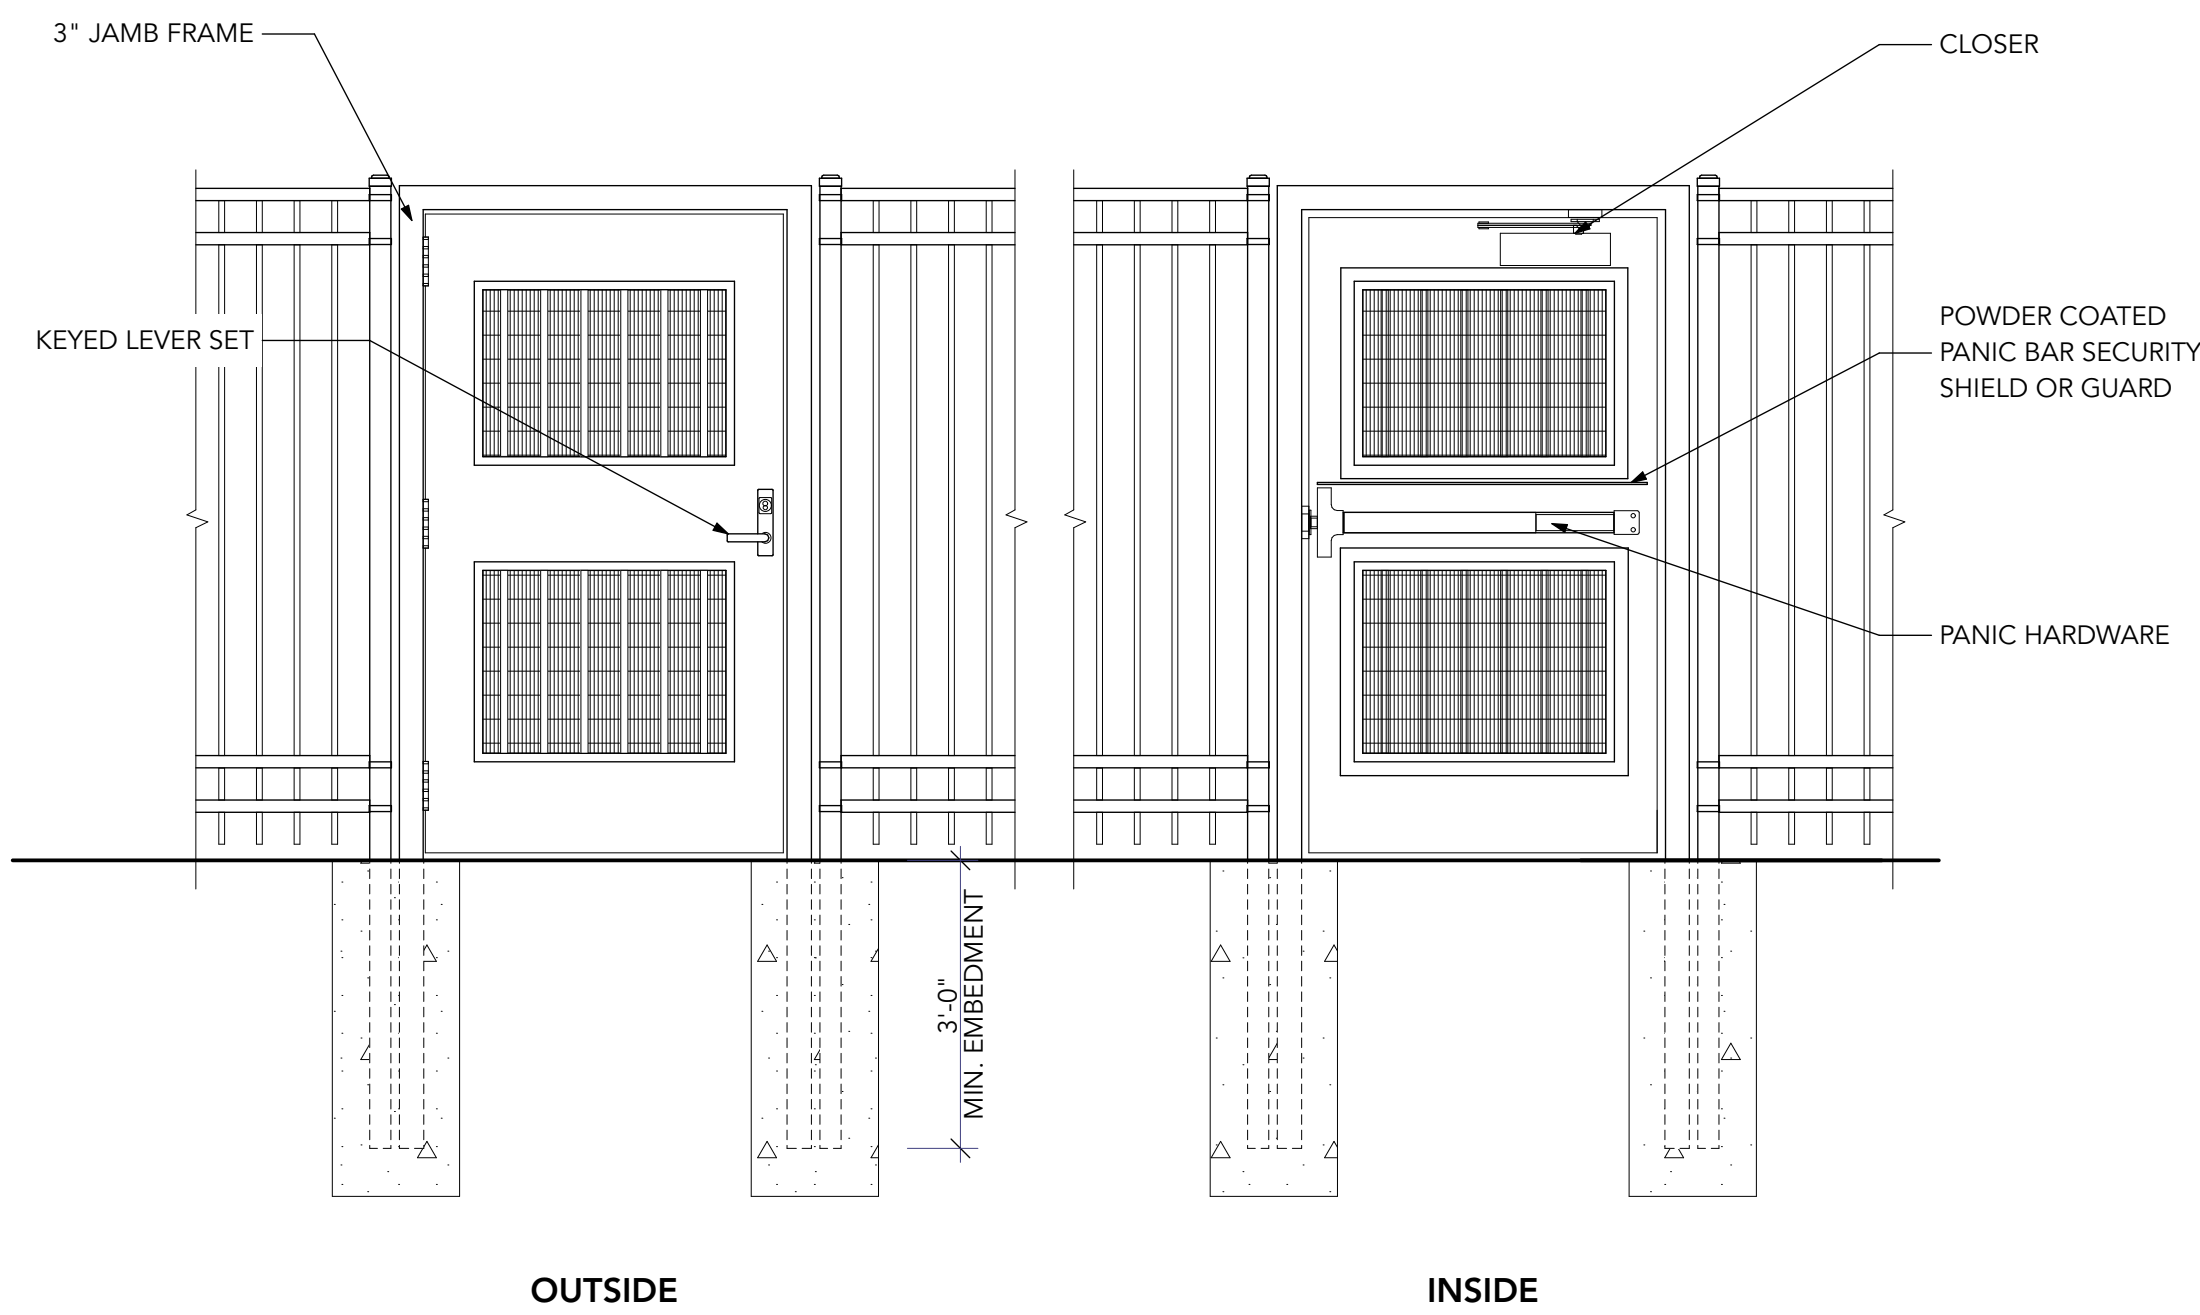 3" JAMB FRAME
CLOSER
KEYED LEVER SET
POWDER COATED
PANIC BAR SECURITY
SHIELD OR GUARD
PANIC HARDWARE
3'-0"
MIN. EMBEDMENT
OUTSIDE
INSIDE